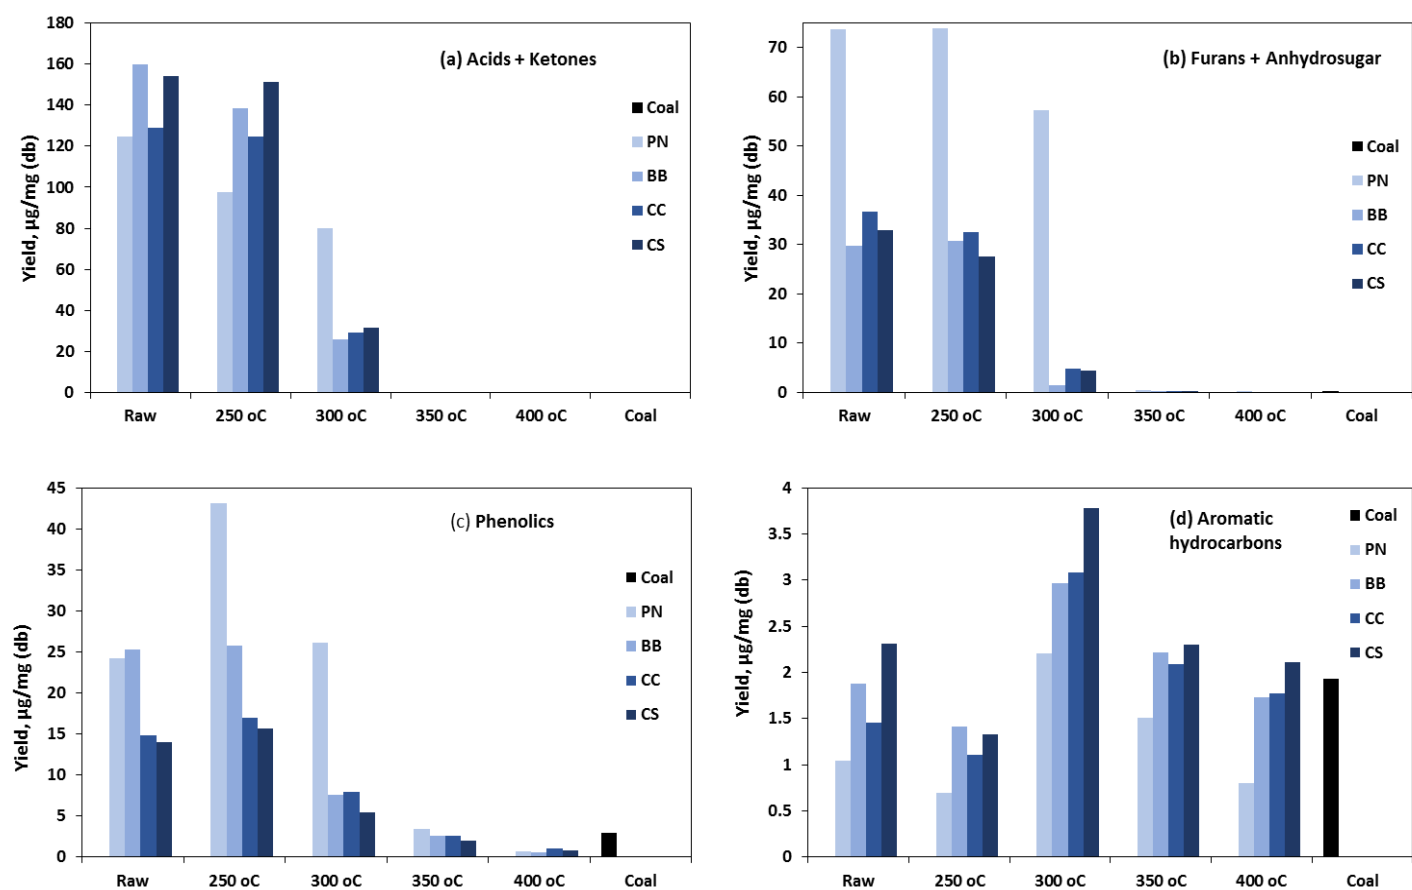 180
160
140
120
100
80
60
40
20
0
Yield, µg/mg (db)
(a) Acids + Ketones
Coal
PN
BB
CC
CS
Raw 250 oC 300 oC 350 oC 400 oC Coal
70
60
50
40
30
20
10
0
Yield, µg/mg (db)
(b) Furans + Anhydrosugar
Coal
PN
BB
CC
CS
Raw 250 oC 300 oC 350 oC 400 oC Coal
45
40
35
30
25
20
15
10
5
0
Yield, µg/mg (db)
(c) Phenolics
Coal
PN
BB
CC
CS
Raw 250 oC 300 oC 350 oC 400 oC Coal
4
3.5
3
2.5
2
1.5
1
0.5
0
Yield, µg/mg (db)
(d) Aromatic
hydrocarbons
Coal
PN
BB
CC
CS
Raw 250 oC 300 oC 350 oC 400 oC Coal